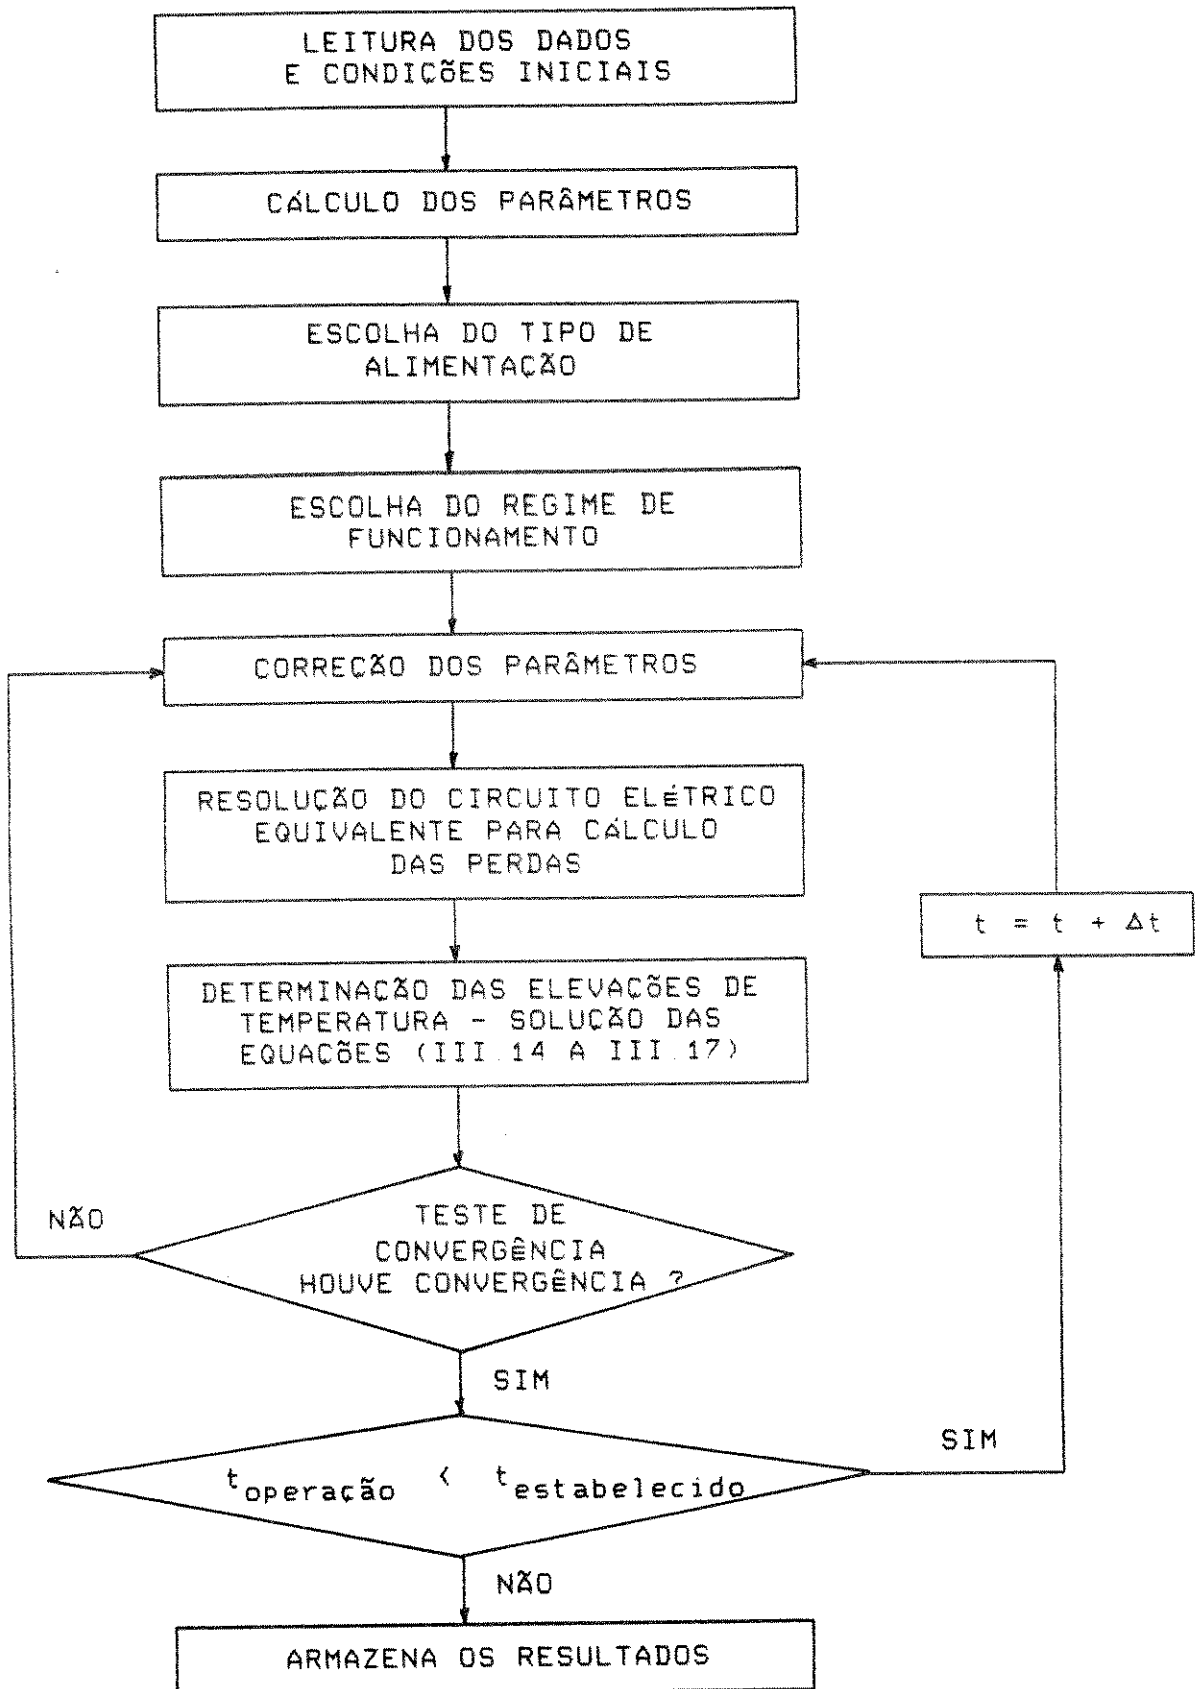 LEITURA DOS DADOS
E CONDIÇÕES INICIAIS
CÁLCULO DOS PARÂMETROS
ESCOLHA DO TIPO DE
ALIMENTAÇÃO
ESCOLHA DO REGIME DE
FUNCIONAMENTO
CORREÇÃO DOS PARÂMETROS
RESOLUÇÃO DO CIRCUITO ELÉTRICO
EQUIVALENTE PARA CÁLCULO
DAS PERDAS
t = t + Δt
DETERMINAÇÃO DAS ELEVAÇÕES DE
TEMPERATURA - SOLUÇÃO DAS
EQUAÇÕES (III.14 A III.17)
NÃO
TESTE DE
CONVERGÊNCIA
HOUVE CONVERGÊNCIA ?
SIM
SIM
t operação < t estabelecido
NÃO
ARMAZENA OS RESULTADOS